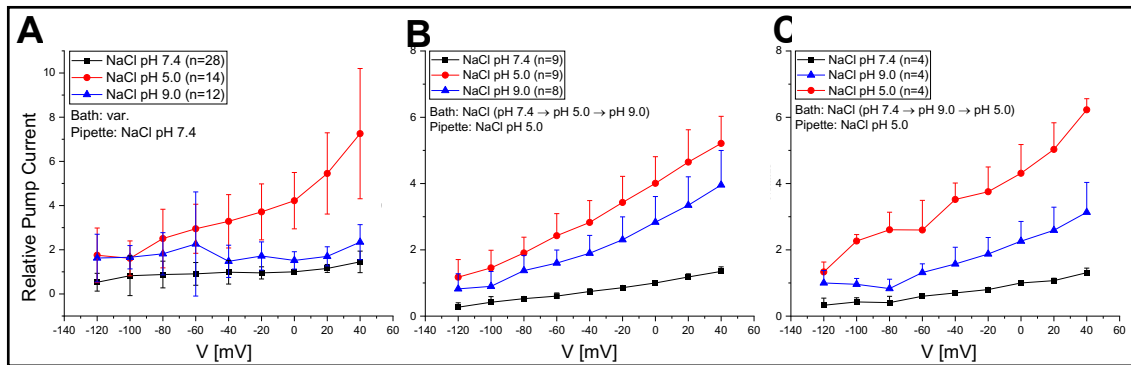 A
NaCl pH 7.4 (n=28)
NaCl pH 5.0 (n=14)
NaCl pH 9.0 (n=12)
Bath: var.
Pipette: NaCl pH 7.4
Relative Pump Current
10
8
6
4
2
0
-140 -120 -100 -80 -60 -40 -20 0 20 40 60
V [mV]
B
NaCl pH 7.4 (n=9)
NaCl pH 5.0 (n=9)
NaCl pH 9.0 (n=8)
Bath: NaCl (pH 7.4 → pH 5.0 → pH 9.0)
Pipette: NaCl pH 5.0
8
6
4
2
0
-140 -120 -100 -80 -60 -40 -20 0 20 40 60
V [mV]
C
NaCl pH 7.4 (n=4)
NaCl pH 9.0 (n=4)
NaCl pH 5.0 (n=4)
Bath: NaCl (pH 7.4 → pH 9.0 → pH 5.0)
Pipette: NaCl pH 5.0
8
6
4
2
0
-140 -120 -100 -80 -60 -40 -20 0 20 40 60
V [mV]